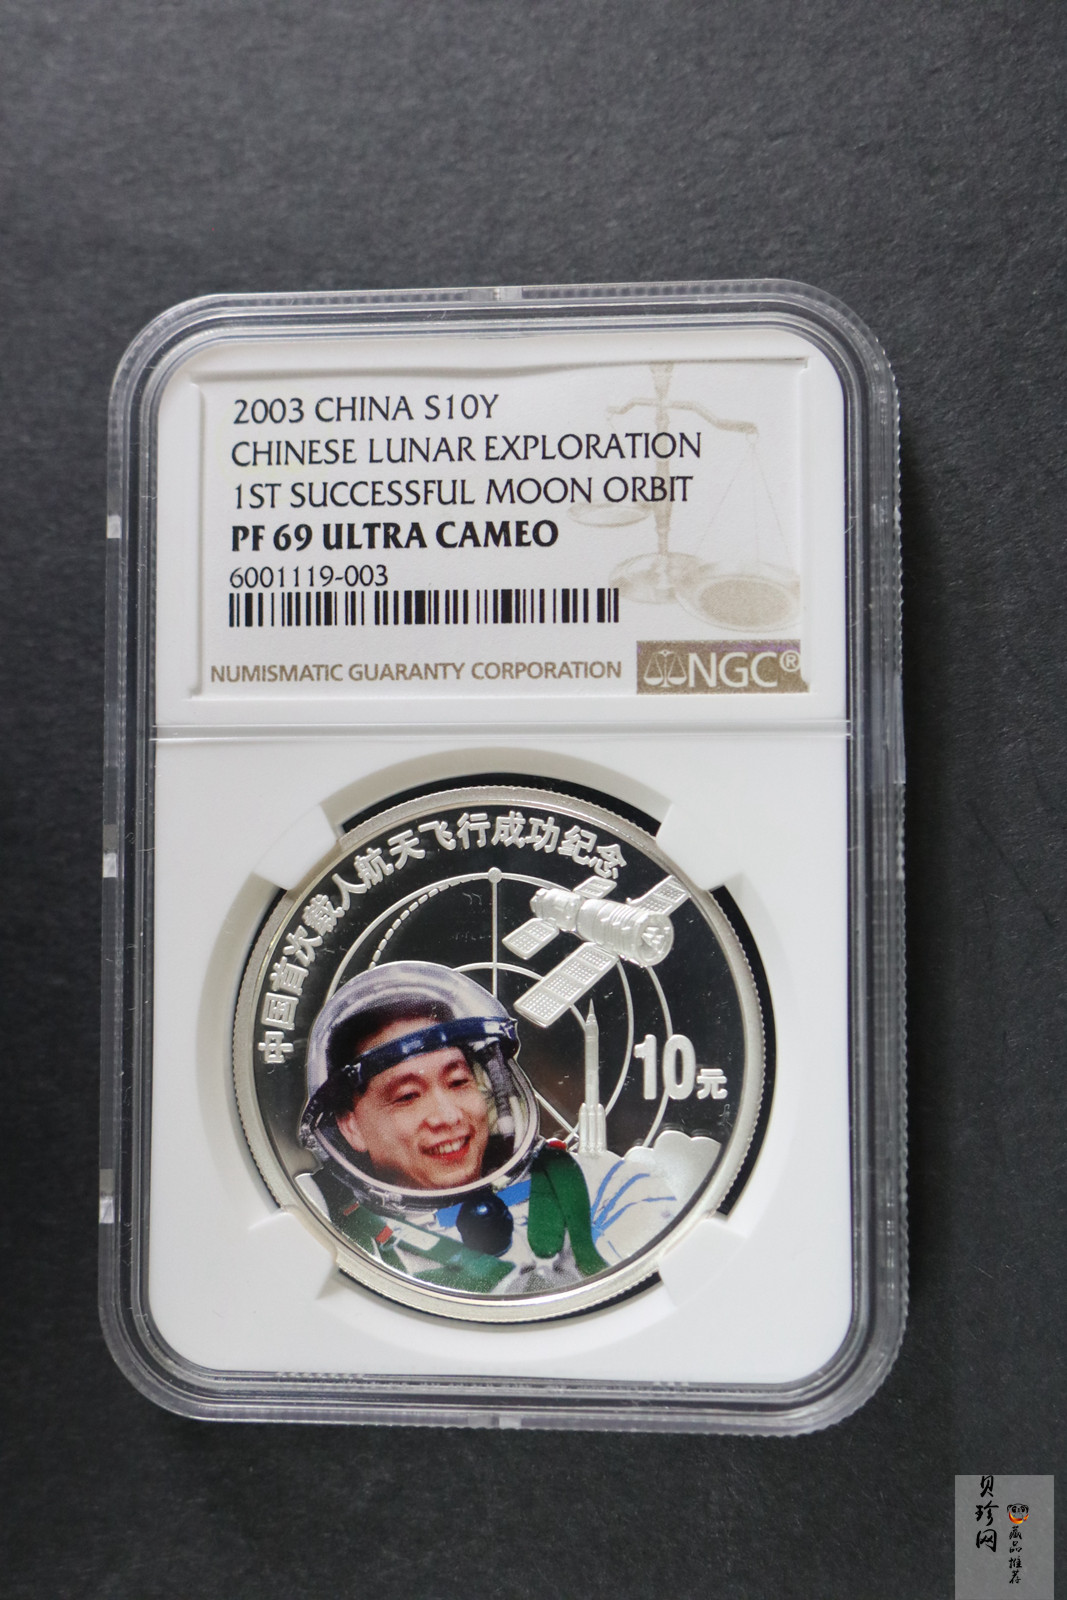 2003 CHINA S10Y
CHINESE LUNAR EXPLORATION
1ST SUCCESSFUL MOON ORBIT
PF 69 ULTRA CAMEO
6001119-003
NUMISMATIC GUARANTY CORPORATION
NGC®
中国首次载人航天飞行成功纪念
10元
贝珍网
藏品推荐